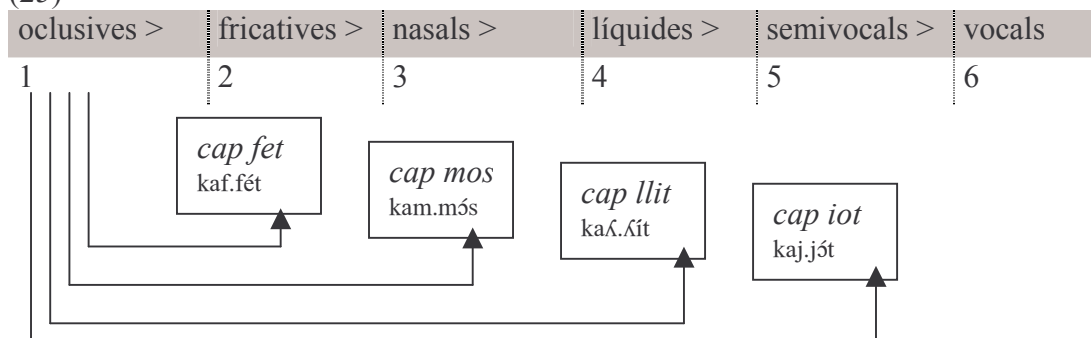 (25)
oclusives > fricatives > nasals > líquides > semivocals > vocals
1 2 3 4 5 6
cap fet
kaf.fét
cap mos
kam.mɔ́s
cap llit
kaʎ.ʎít
cap iot
kaj.jɔ́t